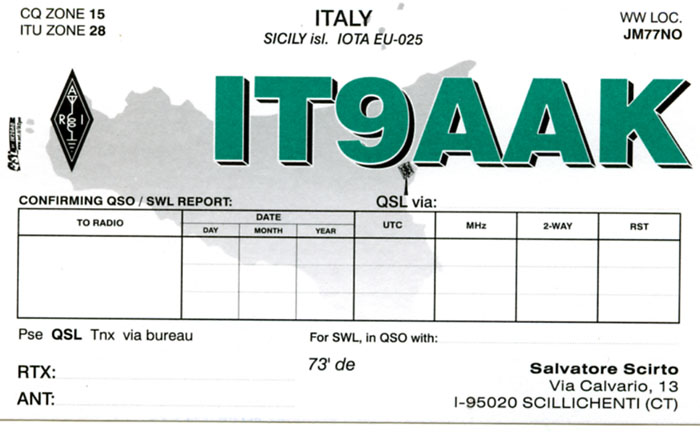 CQ ZONE 15
ITU ZONE 28
ITALY
SICILY isl. IOTA EU-025
WW LOC.
JM77NO
IT9AAK
A
R I
CONFIRMING QSO / SWL REPORT:
QSL via:
TO RADIO
DATE
DAY MONTH YEAR
UTC
MHz
2-WAY
RST
Pse QSL Tnx via bureau
For SWL, in QSO with:
73' de
RTX:
ANT:
Salvatore Scirto
Via Calvario, 13
I-95020 SCILLICHENTI (CT)